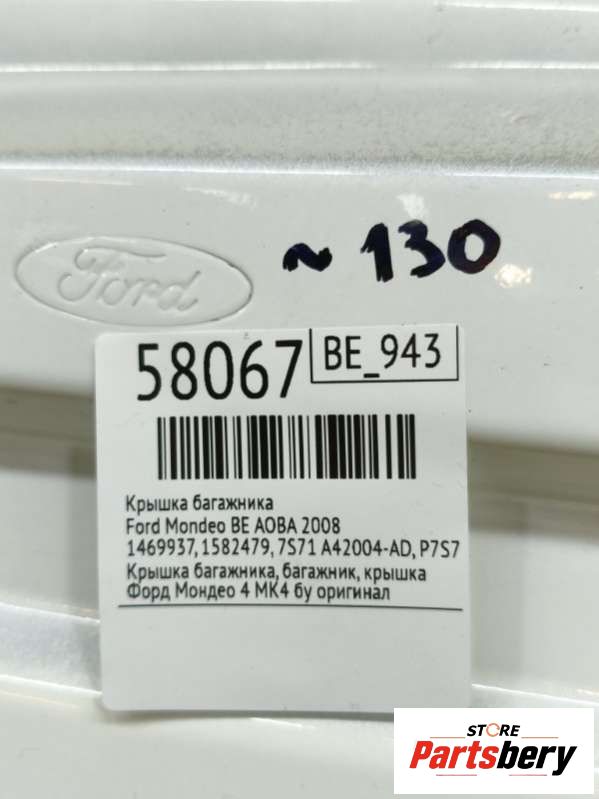 Ford
~ 130
58067
BE_943
Крышка багажника
Ford Mondeo BE AOBA 2008
1469937, 1582479, 7S71 A42004-AD, P7S7
Крышка багажника, багажник, крышка
Форд Мондео 4 МК4 бу оригинал
STORE
Partsbery